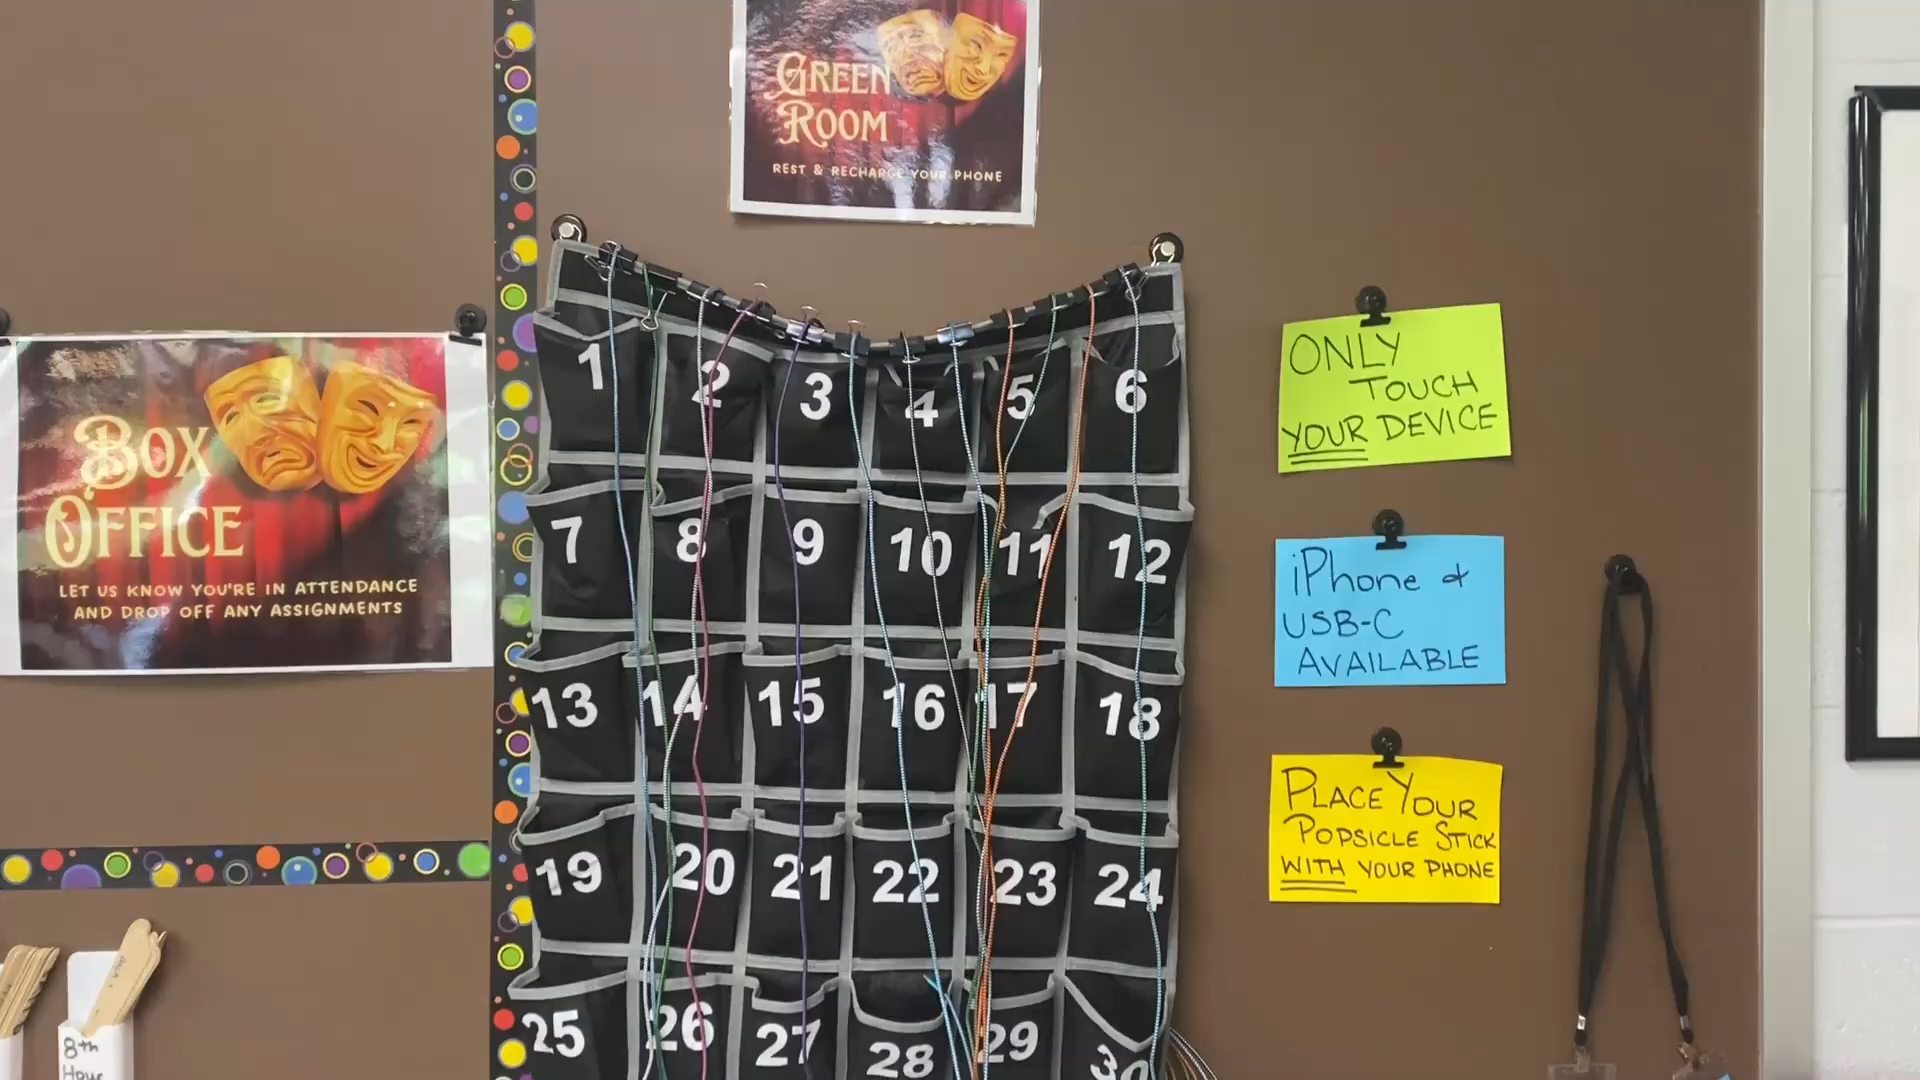 GREEN
ROOM
REST & RECHARGE YOUR PHONE
BOX
OFFICE
LET US KNOW YOU'RE IN ATTENDANCE
AND DROP OFF ANY ASSIGNMENTS
1 2 3 4 5 6
7 8 9 10 11 12
13 14 15 16 17 18
19 20 21 22 23 24
25 26 27 28 29 30
ONLY
TOUCH
YOUR DEVICE
iPhone &
USB-C
AVAILABLE
PLACE YOUR
POPSICLE STICK
WITH YOUR PHONE
8th
Hour